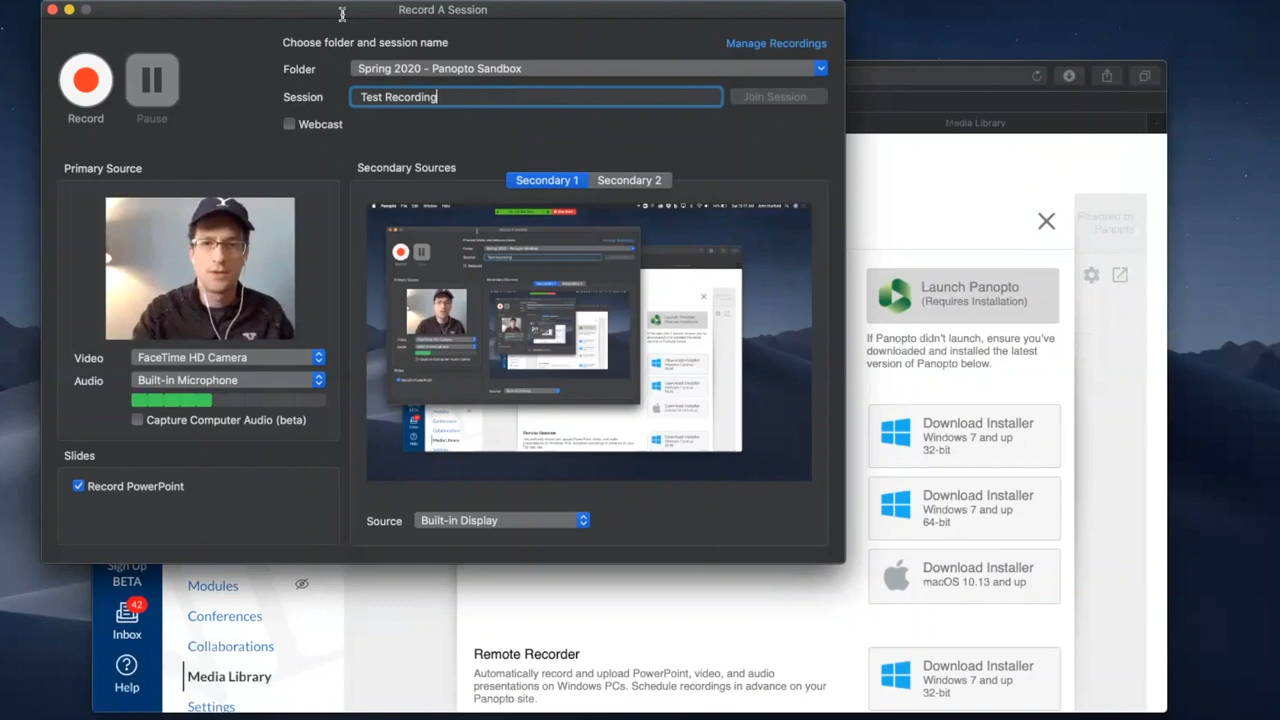 Record A Session
Choose folder and session name
Manage Recordings
Folder
Spring 2020 - Panopto Sandbox
Session
Test Recording
Join Session
Record
Pause
Webcast
Primary Source
Secondary Sources
Secondary 1
Secondary 2
Video
FaceTime HD Camera
Audio
Built-in Microphone
Capture Computer Audio (beta)
Slides
Record PowerPoint
Source
Built-in Display
Media Library
Powered by
Panopto
Launch Panopto
(Requires Installation)
If Panopto didn't launch, ensure you've
downloaded and installed the latest
version of Panopto below.
Download Installer
Windows 7 and up
32-bit
Download Installer
Windows 7 and up
64-bit
Download Installer
macOS 10.13 and up
Sign Up
BETA
42
Inbox
Help
Modules
Conferences
Collaborations
Media Library
Settings
Remote Recorder
Automatically record and upload PowerPoint, video, and audio
presentations on Windows PCs. Schedule recordings in advance on your
Panopto site.
Download Installer
Windows 7 and up
32-bit